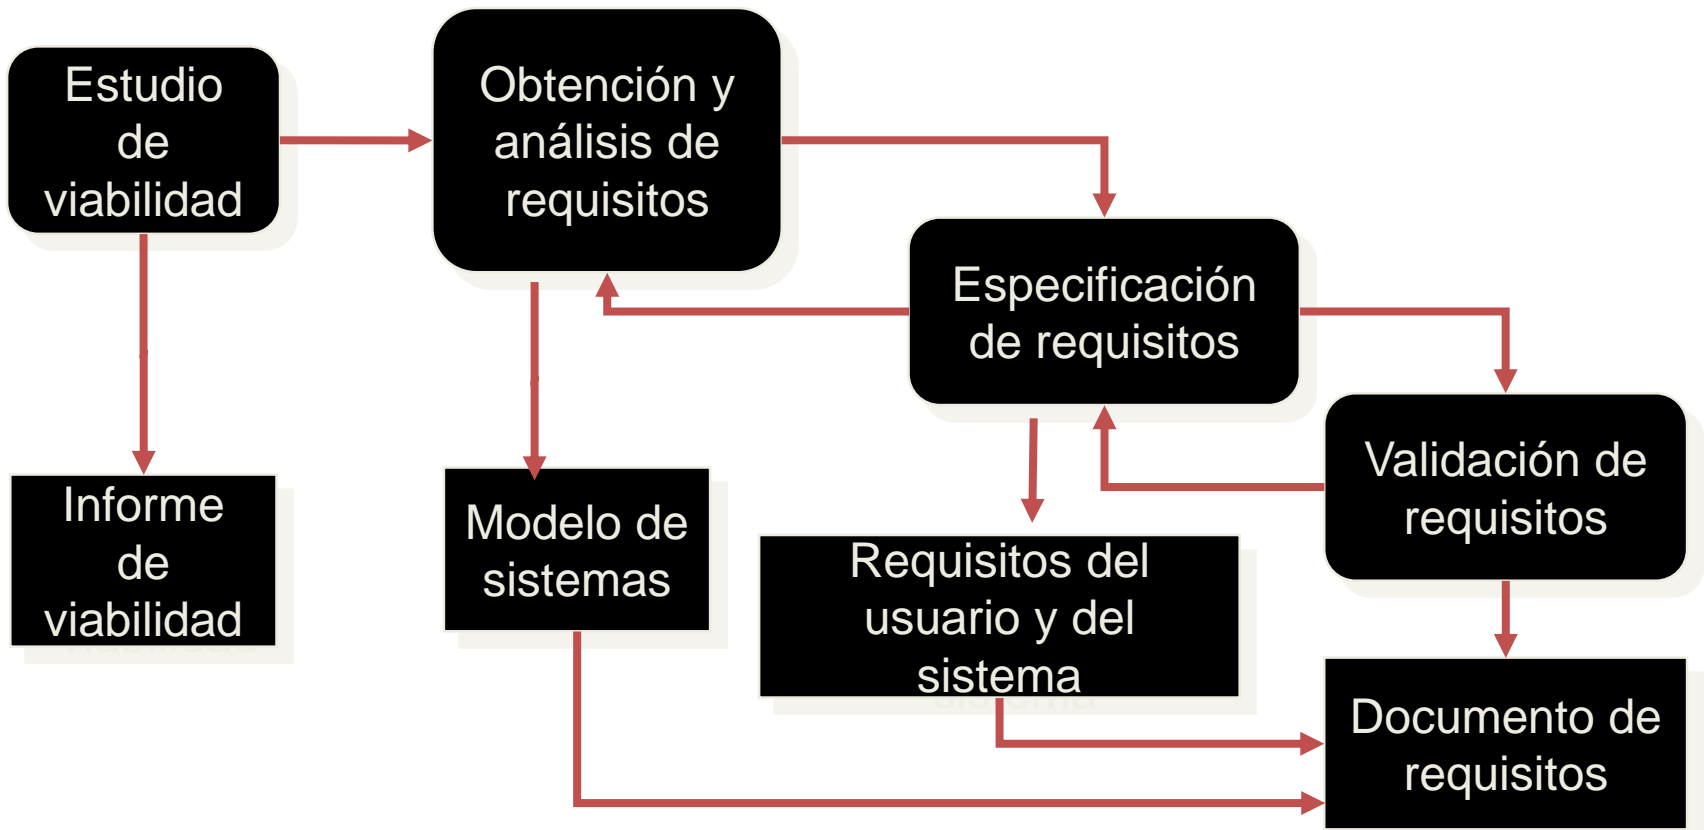 Estudio
de
viabilidad
Obtención y
análisis de
requisitos
Especificación
de requisitos
Validación de
requisitos
Informe
de
viabilidad
Modelo de
sistemas
Requisitos del
usuario y del
sistema
Documento de
requisitos